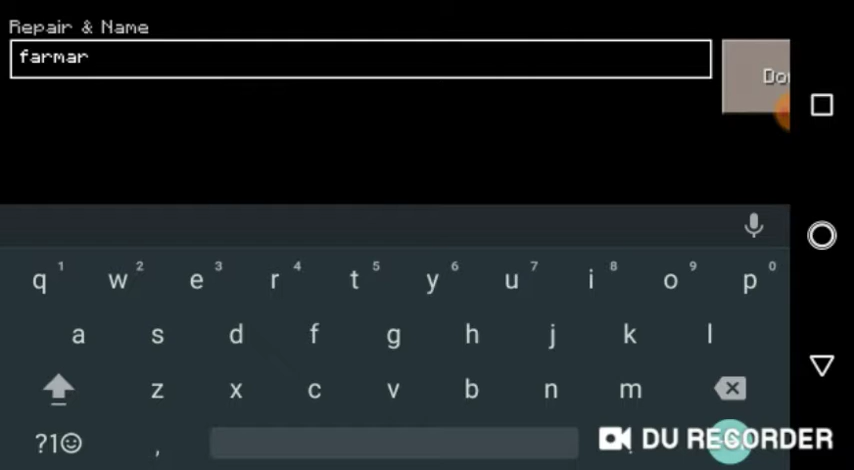 Repair & Name
farmar
q 1 w 2 e 3 r 4 t 5 y 6 u 7 i 8 o 9 p 0
a s d f g h j k l
z x c v b n m
?1☺ , .
DU RECORDER